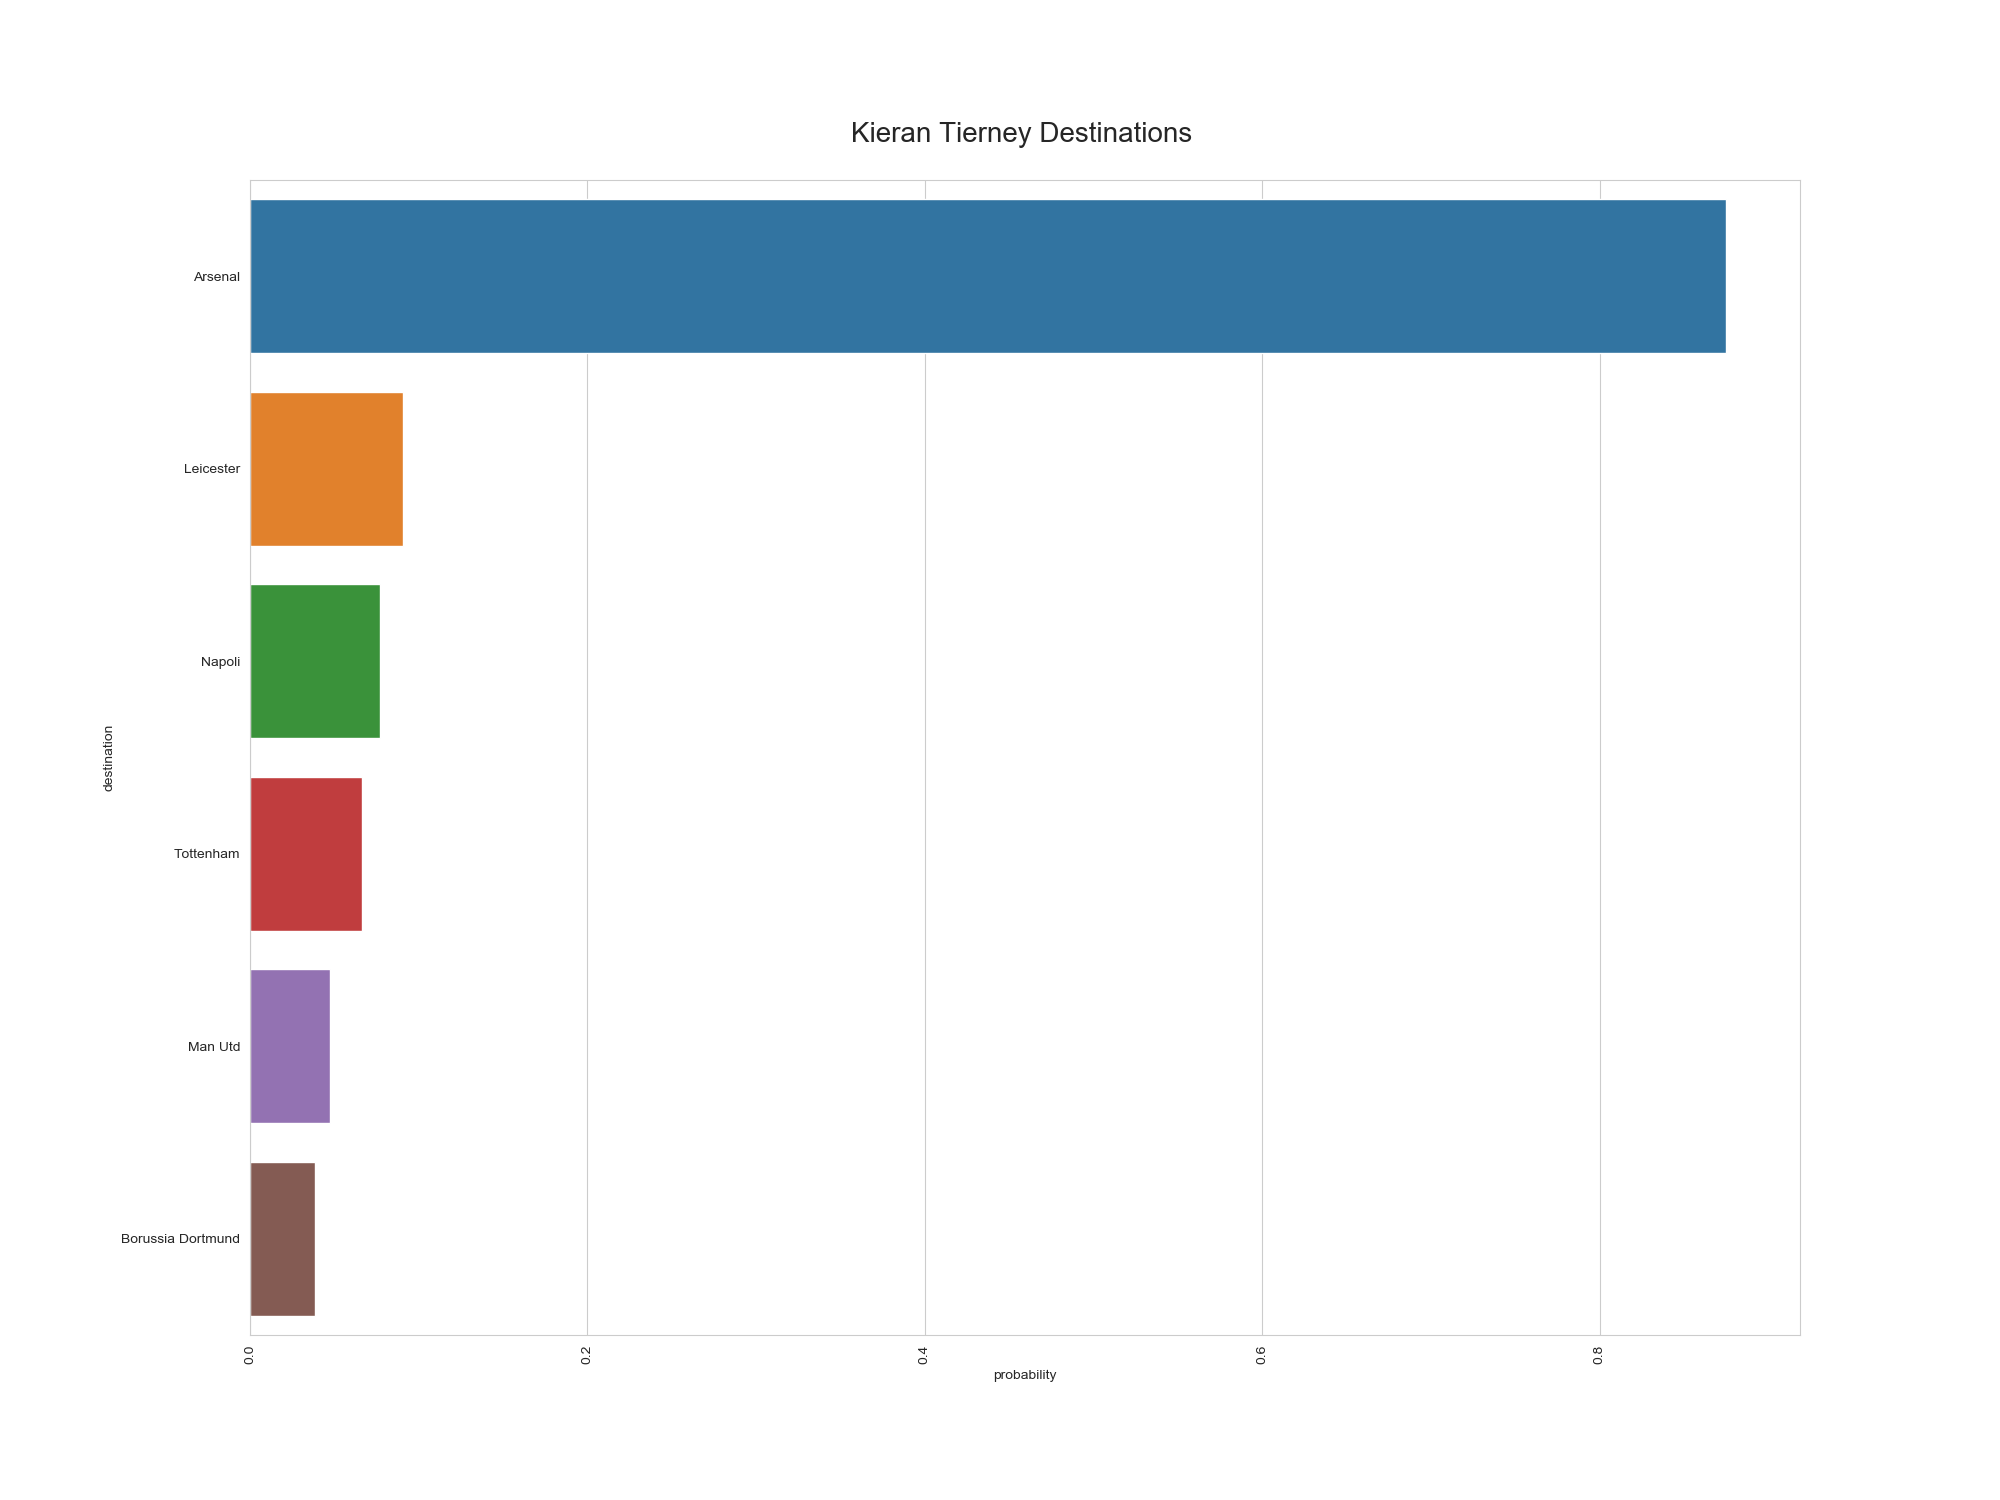 Kieran Tierney Destinations
Arsenal
Leicester
Napoli
Tottenham
Man Utd
Borussia Dortmund
destination
0.0
0.2
0.4
0.6
0.8
probability